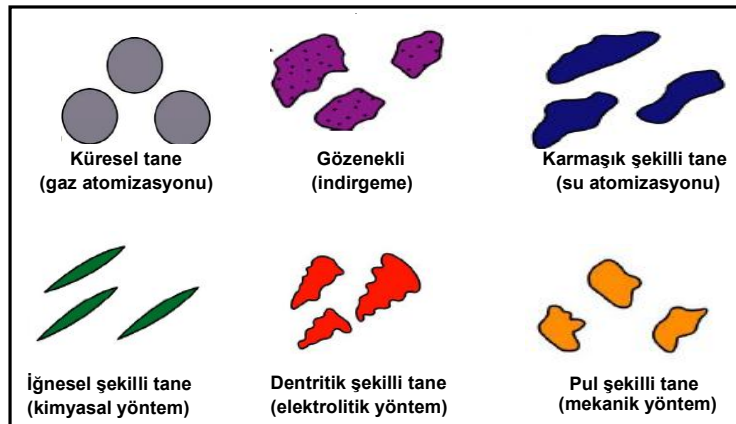 Küresel tane
(gaz atomizasyonu)
Gözenekli
(indirgeme)
Karmaşık şekilli tane
(su atomizasyonu)
İğnesel şekilli tane
(kimyasal yöntem)
Dentritik şekilli tane
(elektrolitik yöntem)
Pul şekilli tane
(mekanik yöntem)